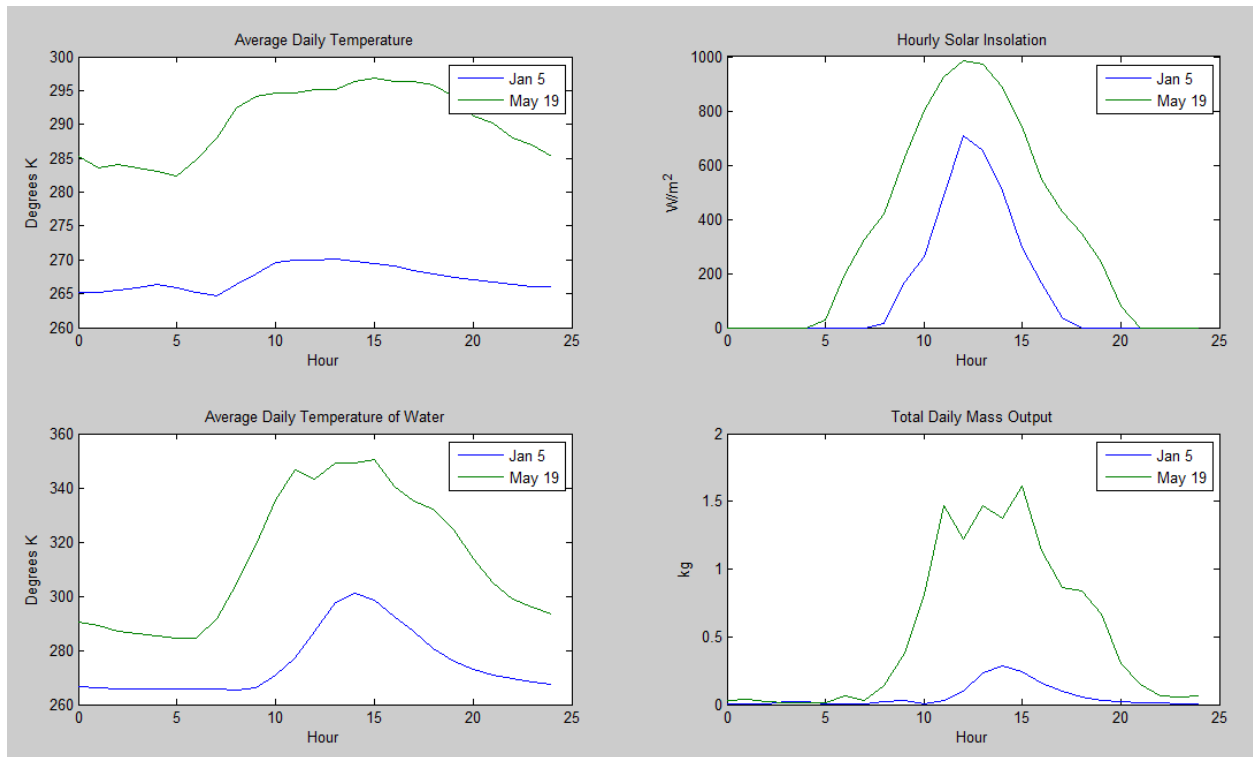 Average Daily Temperature
300
295
290
285
280
275
270
265
260
Degrees K
0 5 10 15 20 25
Hour
Jan 5
May 19
Hourly Solar Insolation
1000
800
600
400
200
0
W/m²
0 5 10 15 20 25
Hour
Jan 5
May 19
Average Daily Temperature of Water
360
340
320
300
280
260
Degrees K
0 5 10 15 20 25
Hour
Jan 5
May 19
Total Daily Mass Output
2
1.5
1
0.5
0
kg
0 5 10 15 20 25
Hour
Jan 5
May 19